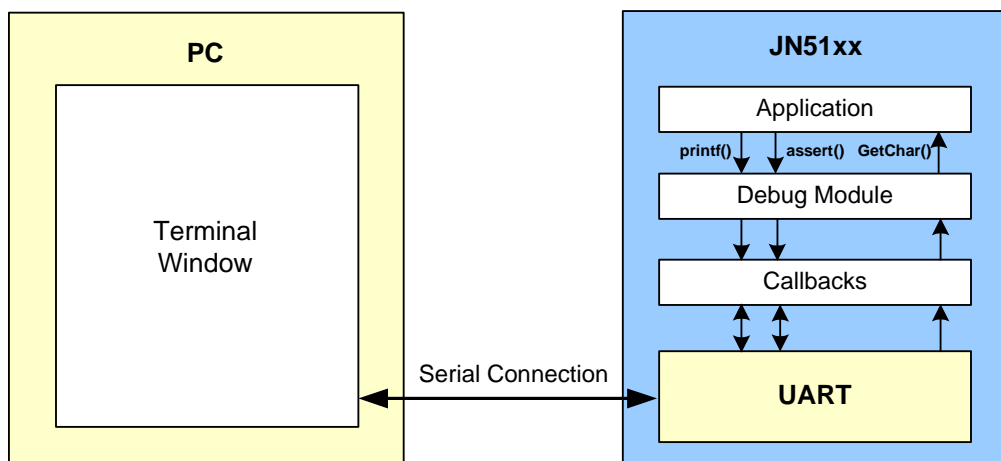 PC
Terminal
Window
Serial Connection
JN51xx
Application
printf() assert() GetChar()
Debug Module
Callbacks
UART